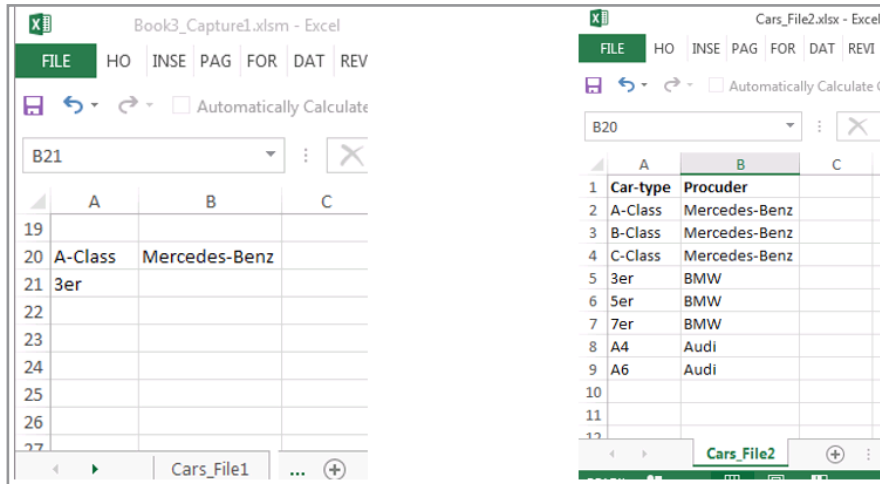 Book3_Capture1.xlsm - Excel
FILE HO INSE PAG FOR DAT REV
Automatically Calculate
B21
A B C
19
20 A-Class Mercedes-Benz
21 3er
22
23
24
25
26
27
Cars_File1 ...
Cars_File2.xlsx - Excel
FILE HO INSE PAG FOR DAT REVI
Automatically Calculate
B20
A B C
1 Car-type Procuder
2 A-Class Mercedes-Benz
3 B-Class Mercedes-Benz
4 C-Class Mercedes-Benz
5 3er BMW
6 5er BMW
7 7er BMW
8 A4 Audi
9 A6 Audi
10
11
12
Cars_File2